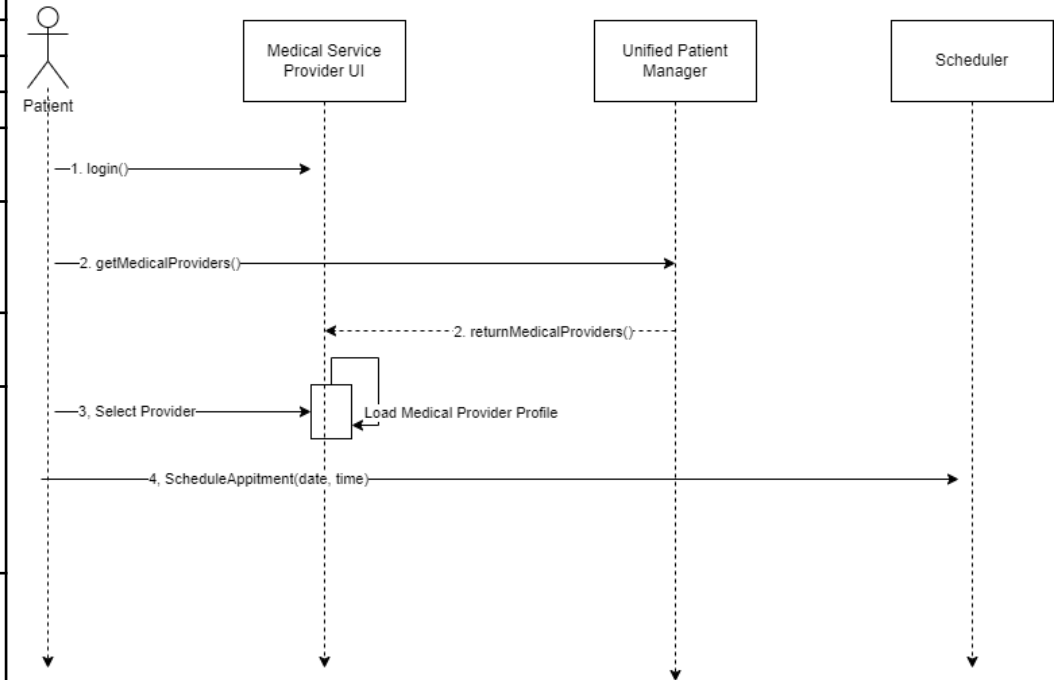 Patient
Medical Service
Provider UI
Unified Patient
Manager
Scheduler
1. login()
2. getMedicalProviders()
2. returnMedicalProviders()
3, Select Provider
Load Medical Provider Profile
4, ScheduleAppitment(date, time)